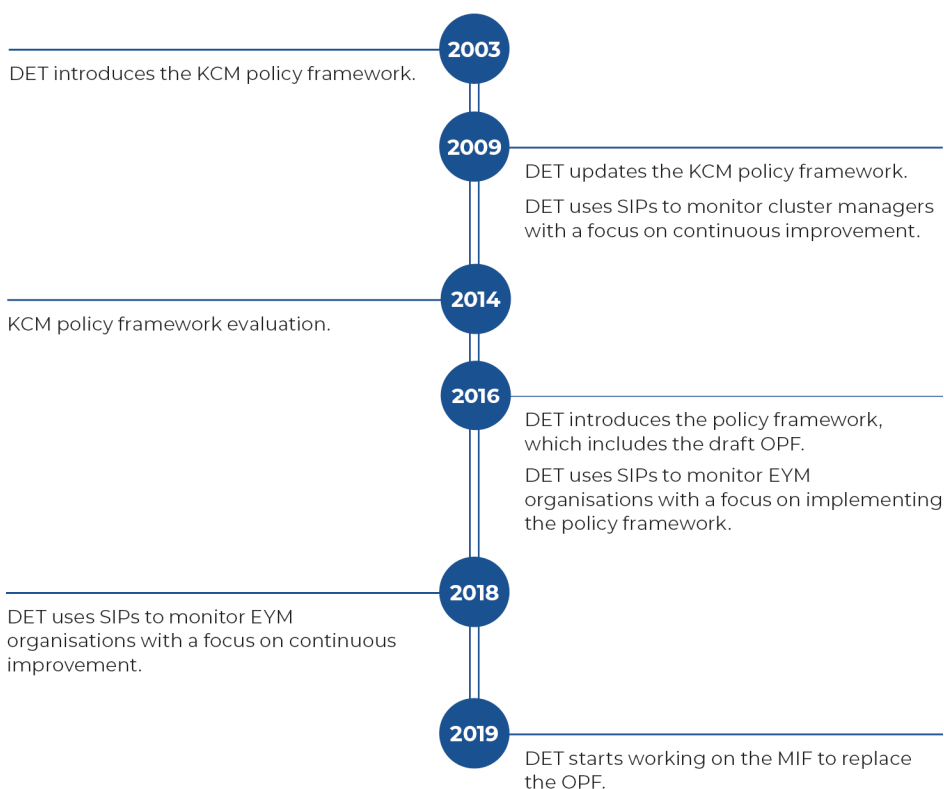 2003
DET introduces the KCM policy framework.
2009
DET updates the KCM policy framework.
DET uses SIPs to monitor cluster managers
with a focus on continuous improvement.
2014
KCM policy framework evaluation.
2016
DET introduces the policy framework,
which includes the draft OPF.
DET uses SIPs to monitor EYM
organisations with a focus on implementing
the policy framework.
2018
DET uses SIPs to monitor EYM
organisations with a focus on continuous
improvement.
2019
DET starts working on the MIF to replace
the OPF.